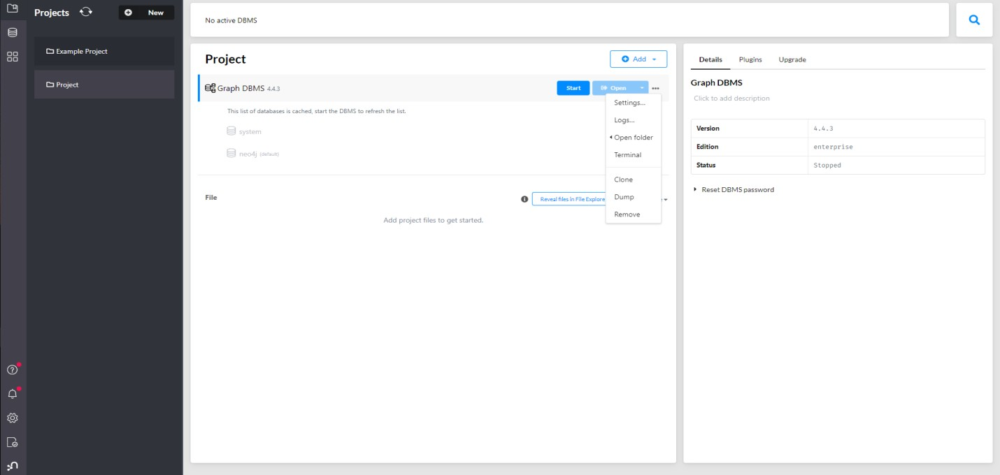 Projects
New
Example Project
Project
No active DBMS
Project
Add
Graph DBMS 4.4.3
Start
Open
This list of databases is cached, start the DBMS to refresh the list.
system
neo4j (default)
Settings...
Logs...
Open folder
Terminal
Clone
Dump
Remove
File
Reveal files in File Explore
Add project files to get started.
Details Plugins Upgrade
Graph DBMS
Click to add description
Version 4.4.3
Edition enterprise
Status Stopped
Reset DBMS password